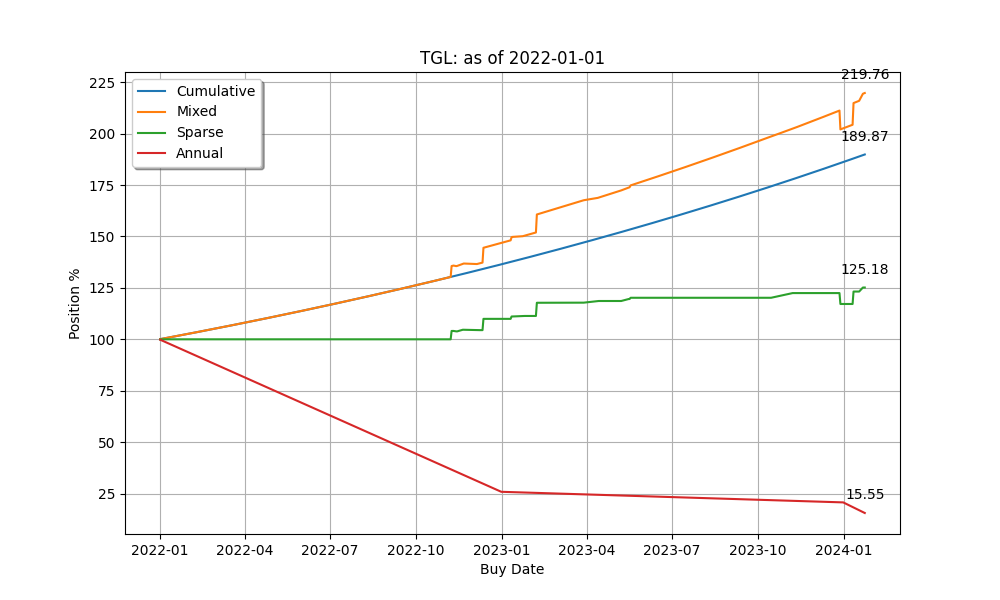 TGL: as of 2022-01-01
219.76
225
Cumulative
Mixed
Sparse
Annual
200
189.87
175
150
125.18
125
100
75
50
25
15.55
Position %
2022-01 2022-04 2022-07 2022-10 2023-01 2023-04 2023-07 2023-10 2024-01
Buy Date